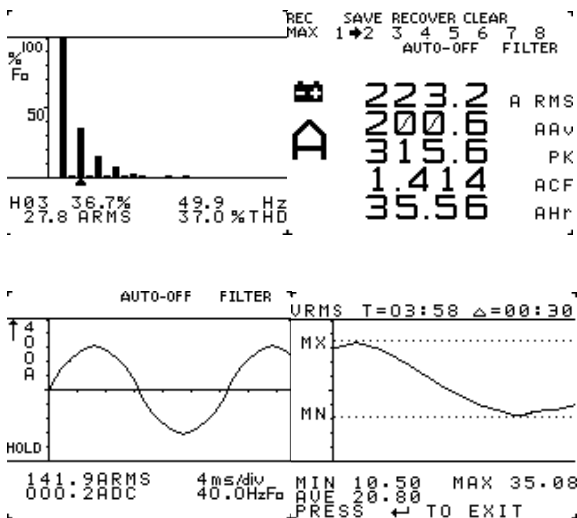 %
Fo
100
50
H03 36.7% 49.9 Hz
27.8 ARMS 37.0 %THD
REC SAVE RECOVER CLEAR
MAX 1 2 3 4 5 6 7 8
AUTO-OFF FILTER
223.2 A RMS
A
200.6 AAv
315.6 PK
1.414 ACF
35.56 AHr
AUTO-OFF FILTER
400A
HOLD
141.9ARMS 4ms/div
000.2ADC 40.0HzFo
VRMS T=03:58 △=00:30
MX
MN
MIN 10.50 MAX 35.08
AVE 20.80
PRESS ↵ TO EXIT